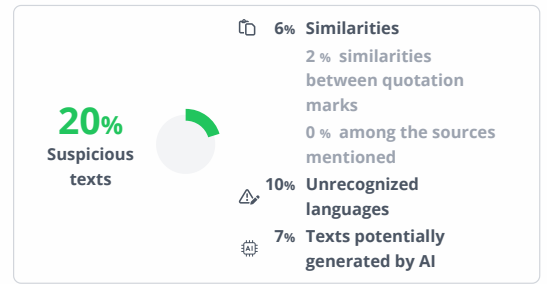 20%
Suspicious
texts
6% Similarities
2 % similarities
between quotation
marks
0 % among the sources
mentioned
10% Unrecognized
languages
AI
7% Texts potentially
generated by AI